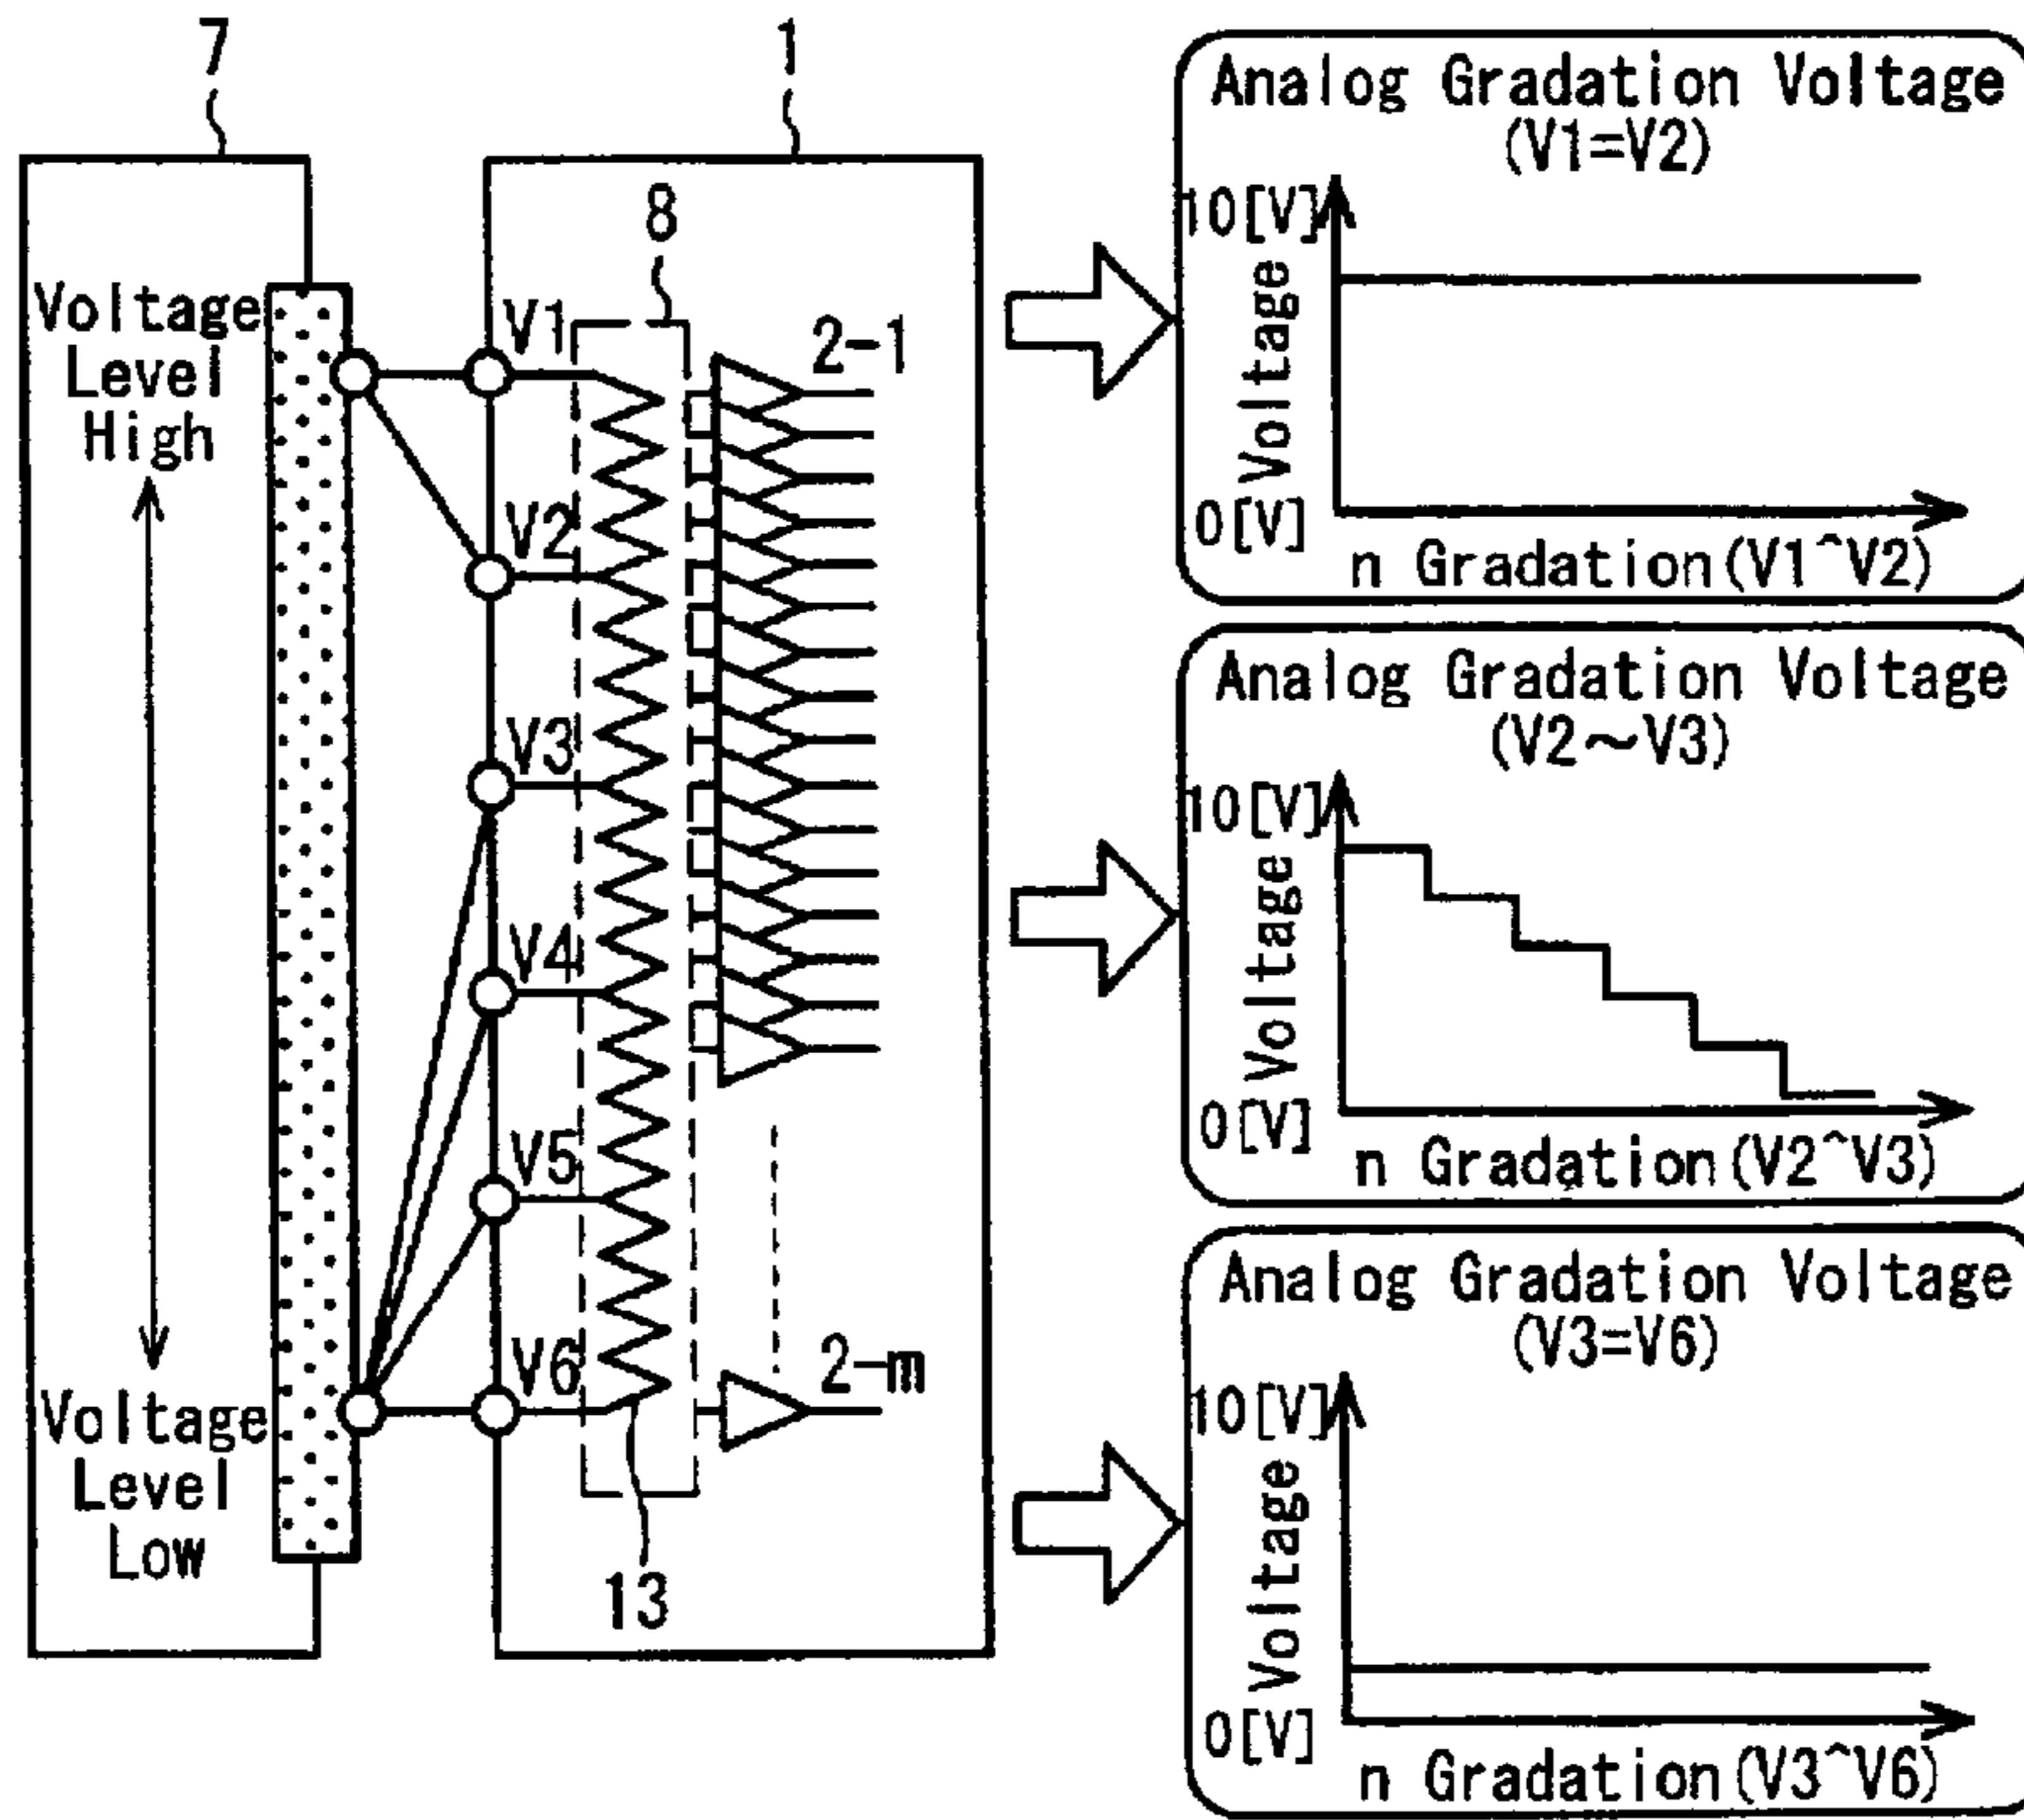 7
1
8
Voltage
Level
High
Voltage
Level
Low
V1
V2
V3
V4
V5
V6
2-1
2-m
13
Analog Gradation Voltage
(V1=V2)
10[V]
Voltage
0[V]
n Gradation(V1^V2)
Analog Gradation Voltage
(V2~V3)
10[V]
Voltage
0[V]
n Gradation(V2^V3)
Analog Gradation Voltage
(V3=V6)
10[V]
Voltage
0[V]
n Gradation(V3^V6)